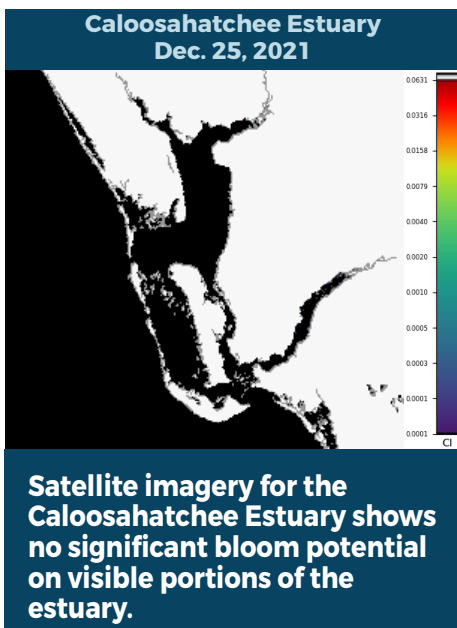 Caloosahatchee Estuary
Dec. 25, 2021
0.0631
0.0316
0.0158
0.0079
0.0040
0.0020
0.0010
0.0005
0.0003
0.0001
0.0001
CI
Satellite imagery for the
Caloosahatchee Estuary shows
no significant bloom potential
on visible portions of the
estuary.